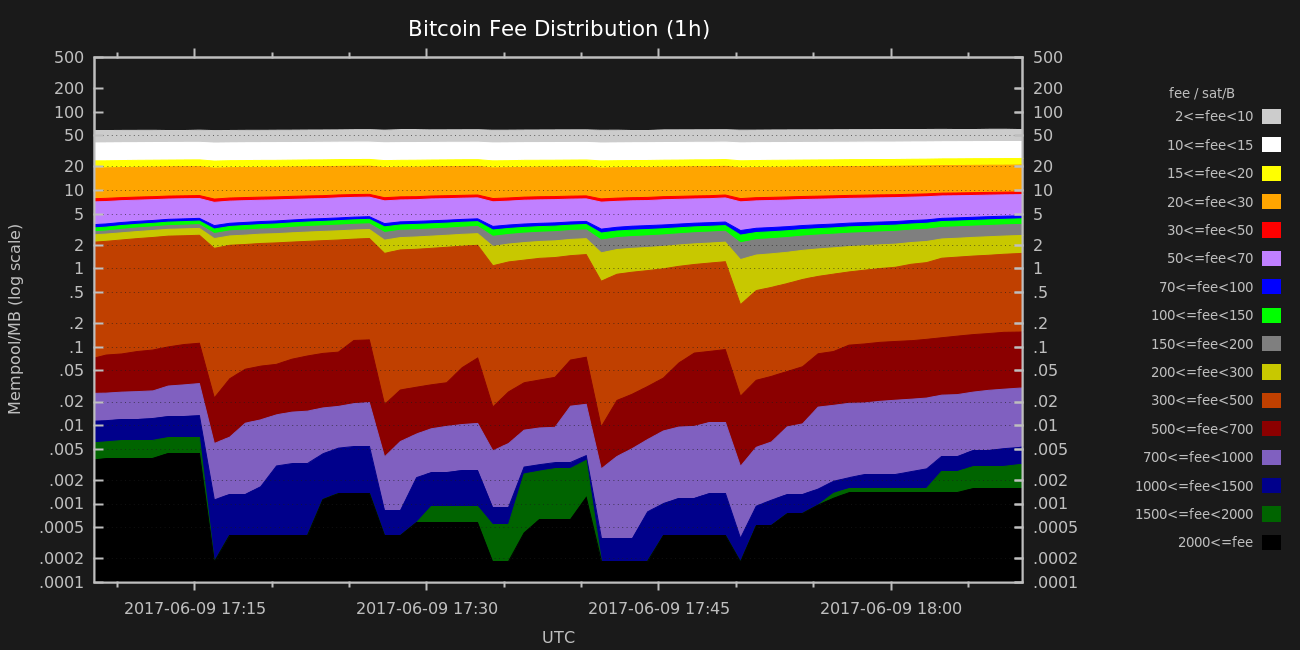 Bitcoin Fee Distribution (1h)
Mempool/MB (log scale)
500
200
100
50
20
10
5
2
1
.5
.2
.1
.05
.02
.01
.005
.002
.001
.0005
.0002
.0001
500
200
100
50
20
10
5
2
1
.5
.2
.1
.05
.02
.01
.005
.002
.001
.0005
.0002
.0001
2017-06-09 17:15 2017-06-09 17:30 2017-06-09 17:45 2017-06-09 18:00
UTC
fee / sat/B
2<=fee<10
10<=fee<15
15<=fee<20
20<=fee<30
30<=fee<50
50<=fee<70
70<=fee<100
100<=fee<150
150<=fee<200
200<=fee<300
300<=fee<500
500<=fee<700
700<=fee<1000
1000<=fee<1500
1500<=fee<2000
2000<=fee